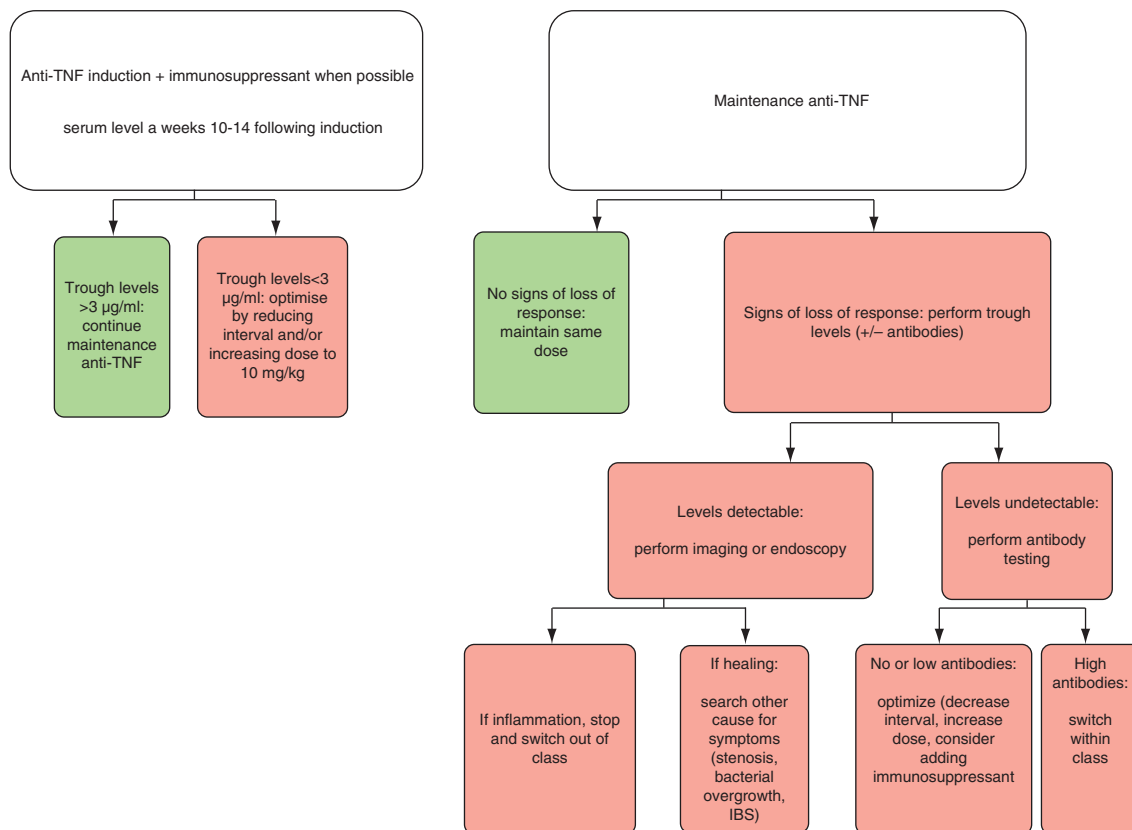 Anti-TNF induction + immunosuppressant when possible
serum level a weeks 10-14 following induction
Maintenance anti-TNF
Trough levels
>3 µg/ml:
continue
maintenance
anti-TNF
Trough levels<3
µg/ml: optimise
by reducing
interval and/or
increasing dose to
10 mg/kg
No signs of loss of
response:
maintain same
dose
Signs of loss of response: perform trough
levels (+/– antibodies)
Levels detectable:
perform imaging or endoscopy
Levels undetectable:
perform antibody
testing
If inflammation, stop
and switch out of
class
If healing:
search other
cause for
symptoms
(stenosis,
bacterial
overgrowth,
IBS)
No or low antibodies:
optimize (decrease
interval, increase
dose, consider
adding
immunosuppressant
High
antibodies:
switch
within
class